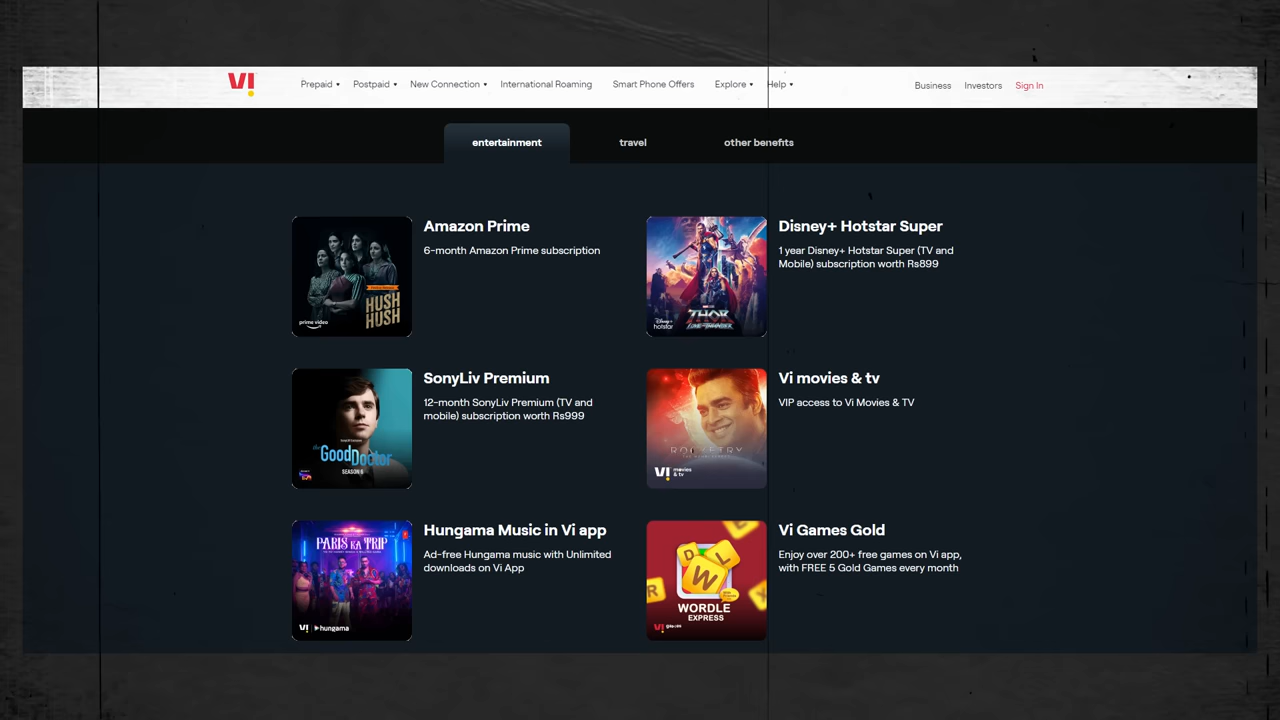 VI
Prepaid
Postpaid
New Connection
International Roaming
Smart Phone Offers
Explore
Help
Business
Investors
Sign In
entertainment
travel
other benefits
Amazon Prime
6-month Amazon Prime subscription
HUSH
HUSH
prime video
Disney+ Hotstar Super
1 year Disney+ Hotstar Super (TV and
Mobile) subscription worth Rs899
THOR
Disney+
hotstar
SonyLiv Premium
12-month SonyLiv Premium (TV and
mobile) subscription worth Rs999
the
Good Doctor
SEASON 6
Vi movies & tv
VIP access to Vi Movies & TV
ROCKETRY
VI movies
& tv
Hungama Music in Vi app
Ad-free Hungama music with Unlimited
downloads on Vi App
PARIS KA TRIP
VI hungama
Vi Games Gold
Enjoy over 200+ free games on Vi app,
with FREE 5 Gold Games every month
D L
W
R
WORDLE
EXPRESS
VI